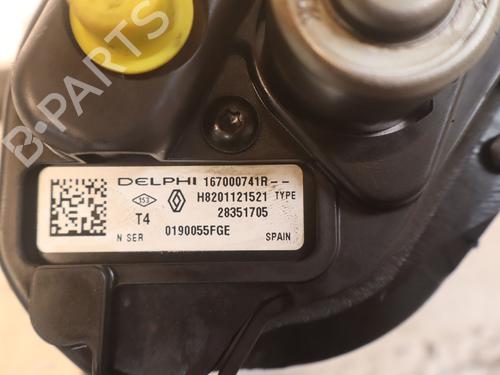 B-PARTS
DELPHI 167000741R--
H8201121521 TYPE
T4 28351705
N SER 0190055FGE SPAIN